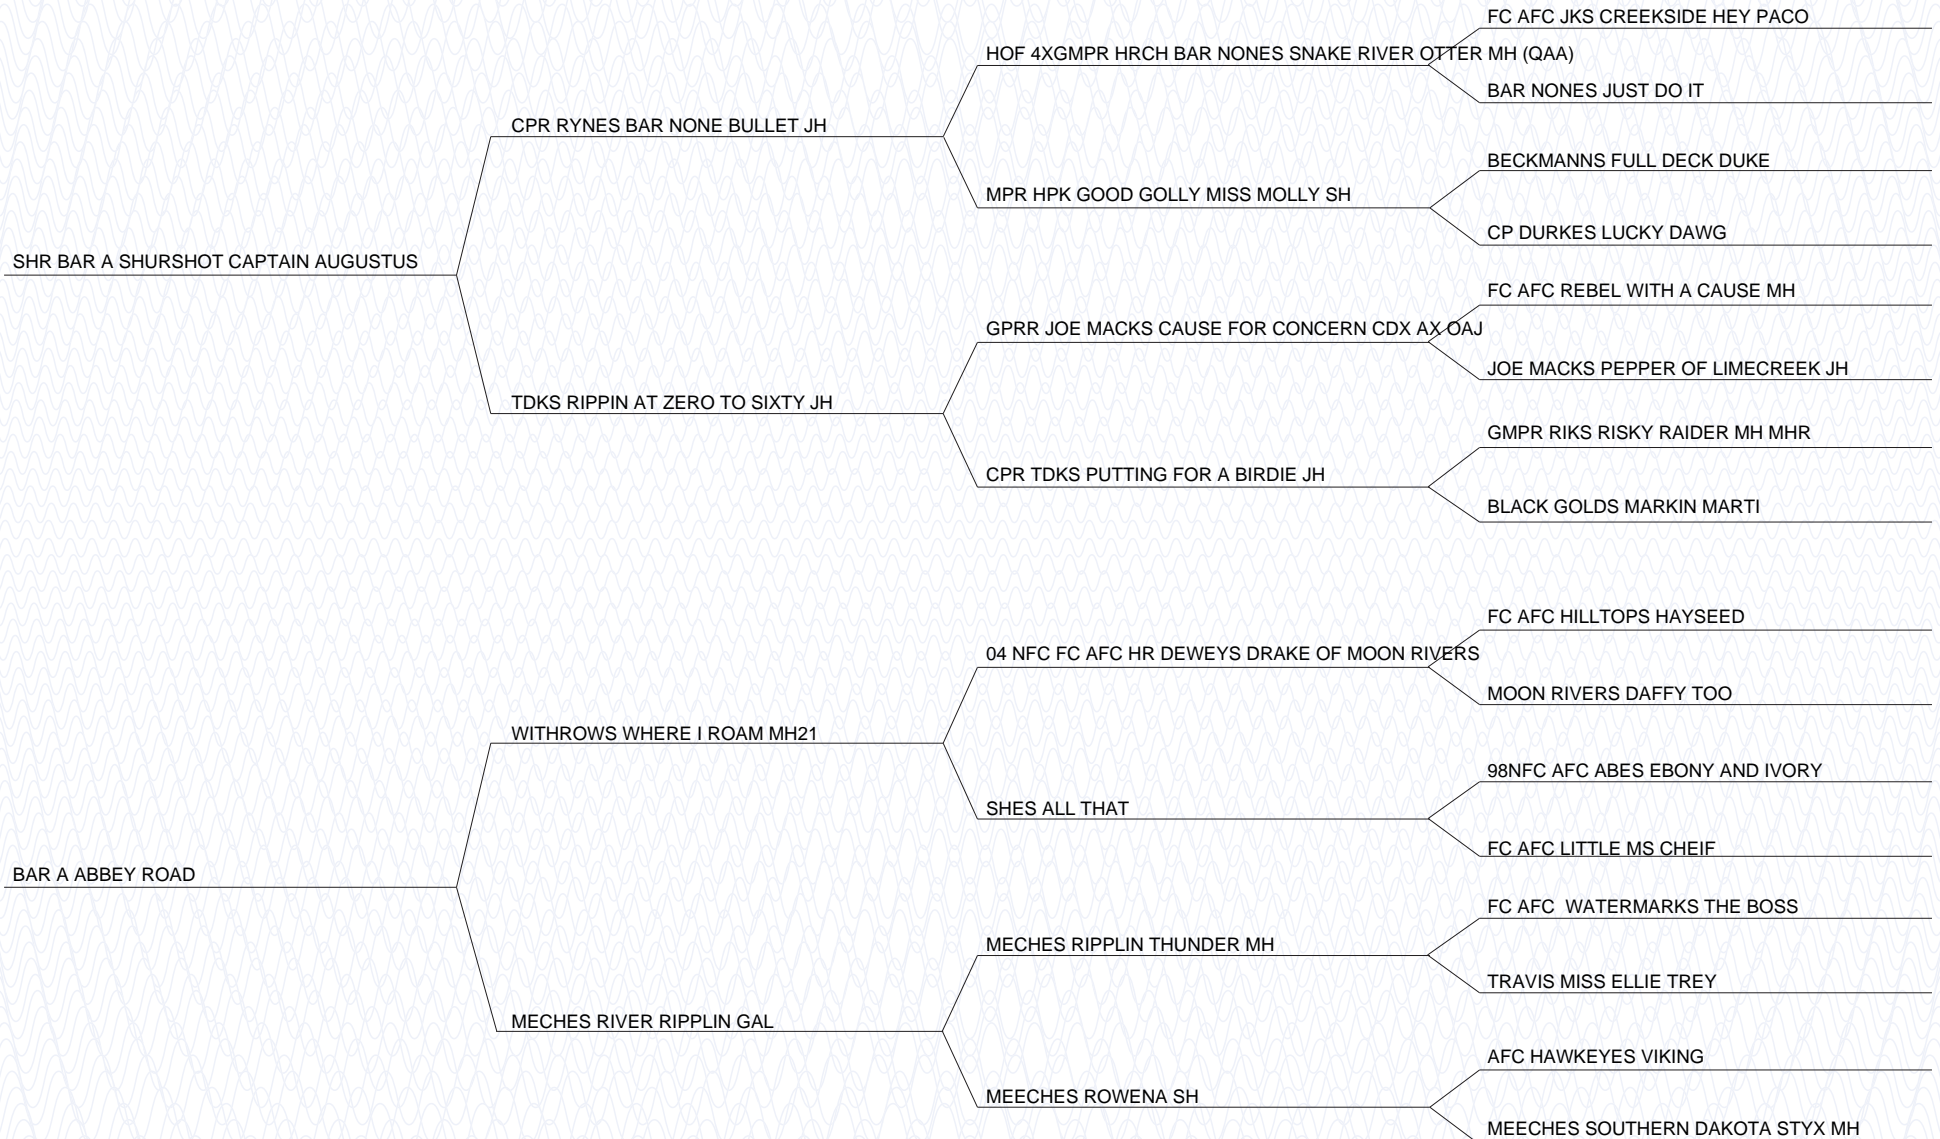 FC AFC JKS CREEKSIDE HEY PACO
HOF 4XGMPR HRCH BAR NONES SNAKE RIVER OTTER MH (QAA)
BAR NONES JUST DO IT
CPR RYNES BAR NONE BULLET JH
BECKMANNS FULL DECK DUKE
MPR HPK GOOD GOLLY MISS MOLLY SH
CP DURKES LUCKY DAWG
SHR BAR A SHURSHOT CAPTAIN AUGUSTUS
FC AFC REBEL WITH A CAUSE MH
GPRR JOE MACKS CAUSE FOR CONCERN CDX AX OAJ
JOE MACKS PEPPER OF LIMECREEK JH
TDKS RIPPIN AT ZERO TO SIXTY JH
GMPR RIKS RISKY RAIDER MH MHR
CPR TDKS PUTTING FOR A BIRDIE JH
BLACK GOLDS MARKIN MARTI
FC AFC HILLTOPS HAYSEED
04 NFC FC AFC HR DEWEYS DRAKE OF MOON RIVERS
MOON RIVERS DAFFY TOO
WITHROWS WHERE I ROAM MH21
98NFC AFC ABES EBONY AND IVORY
SHES ALL THAT
FC AFC LITTLE MS CHEIF
BAR A ABBEY ROAD
FC AFC  WATERMARKS THE BOSS
MECHES RIPPLIN THUNDER MH
TRAVIS MISS ELLIE TREY
MECHES RIVER RIPPLIN GAL
AFC HAWKEYES VIKING
MEECHES ROWENA SH
MEECHES SOUTHERN DAKOTA STYX MH